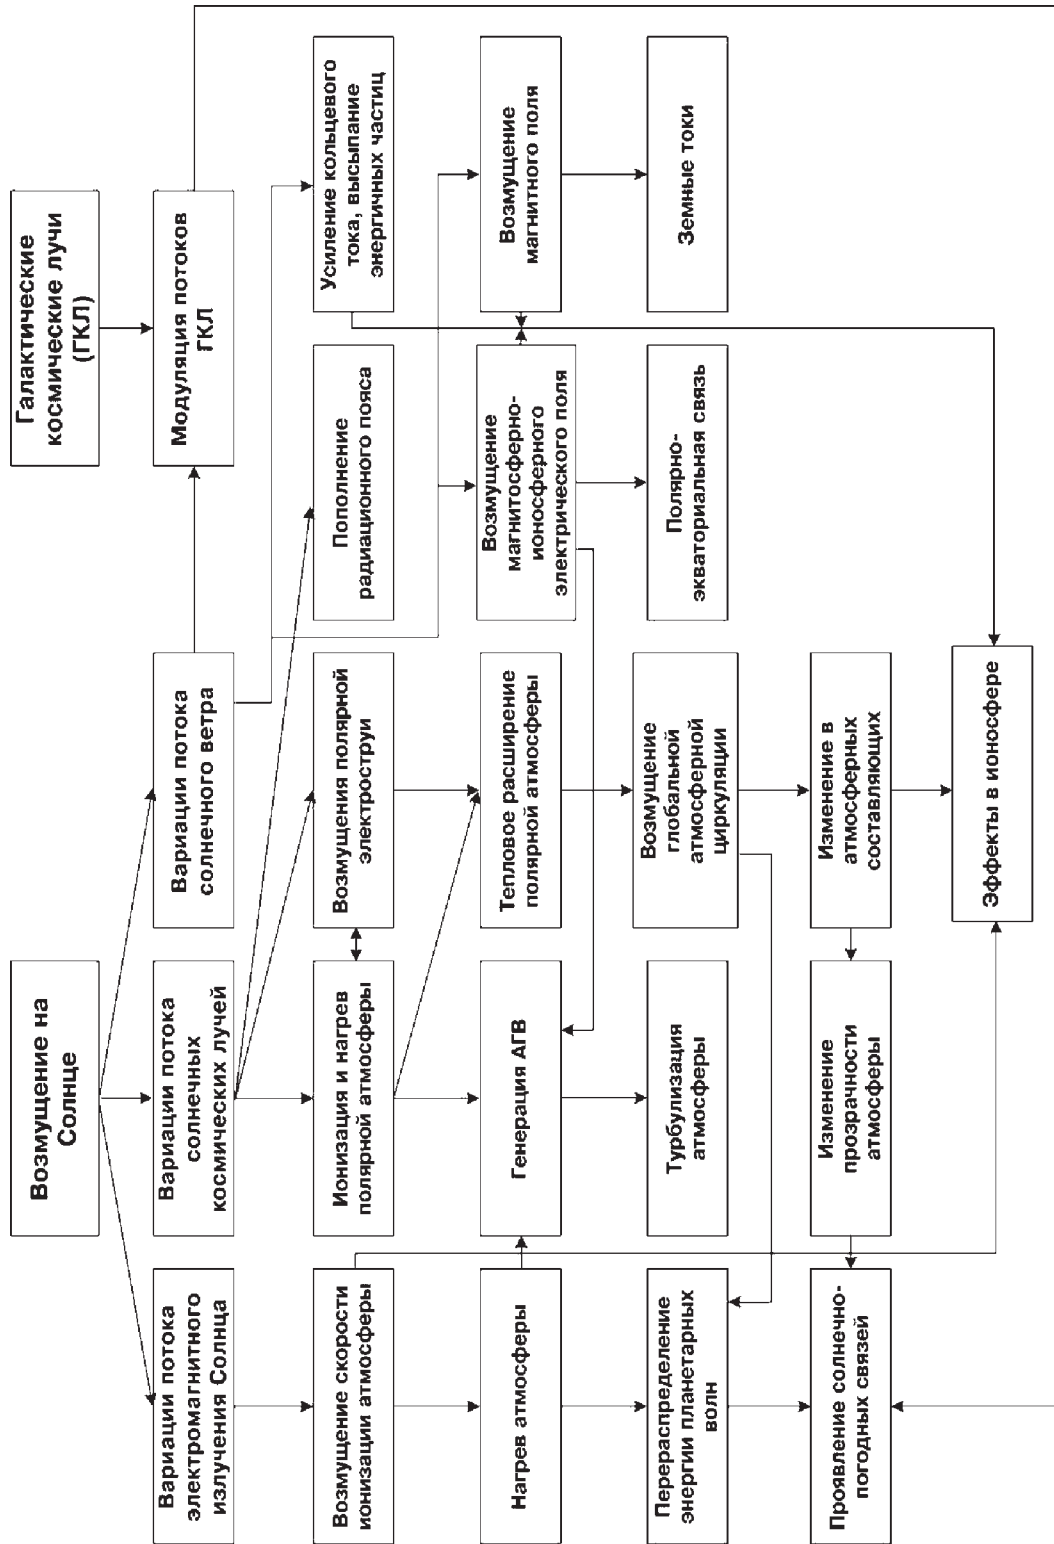 Возмущение на
Солнце
Галактические
космические лучи
(ГКЛ)
Вариации потока
электромагнитного
излучения Солнца
Вариации потока
солнечных
космических лучей
Вариации потока
солнечного ветра
Модуляция потоков
ГКЛ
Возмущение скорости
ионизации атмосферы
Ионизация и нагрев
полярной атмосферы
Возмущения полярной
электроструи
Пополнение
радиационного пояса
Усиление кольцевого
тока, высыпание
энергичных частиц
Нагрев атмосферы
Генерация АГВ
Тепловое расширение
полярной атмосферы
Возмущение
магнитосферно-
ионосферного
электрического поля
Возмущение
магнитного поля
Перераспределение
энергии планетарных
волн
Турбулизация
атмосферы
Возмущение
глобальной
атмосферной
циркуляции
Полярно-
экваториальная связь
Земные токи
Проявление солнечно-
погодных связей
Изменение
прозрачности
атмосферы
Изменение в
атмосферных
составляющих
Эффекты в ионосфере